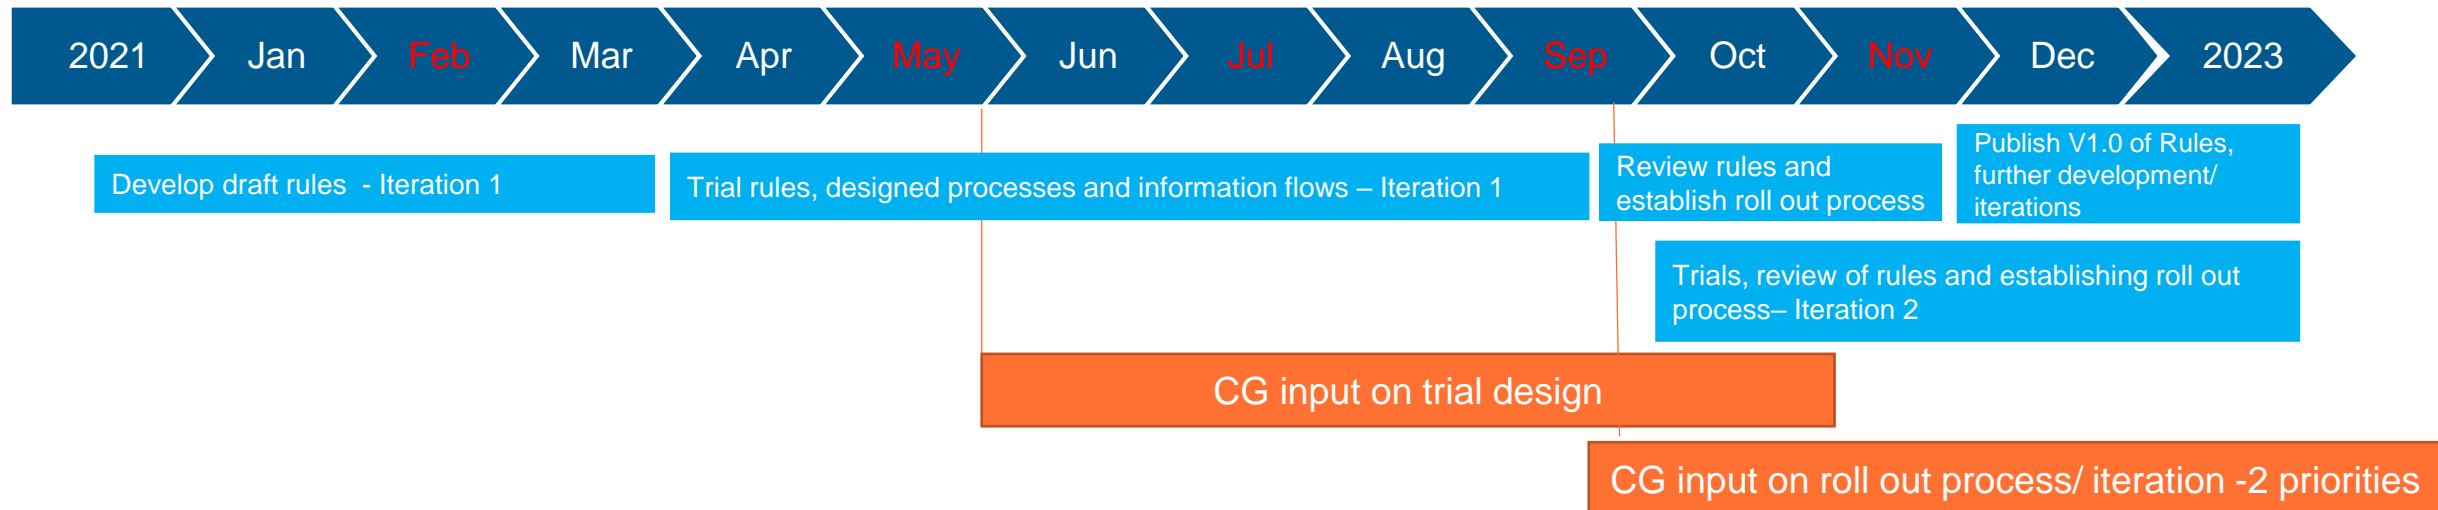 2021 Jan Feb Mar Apr May Jun Jul Aug Sep Oct Nov Dec 2023
Develop draft rules  - Iteration 1
Trial rules, designed processes and information flows – Iteration 1
Review rules and
establish roll out process
Publish V1.0 of Rules,
further development/
iterations
Trials, review of rules and establishing roll out
process– Iteration 2
CG input on trial design
CG input on roll out process/ iteration -2 priorities